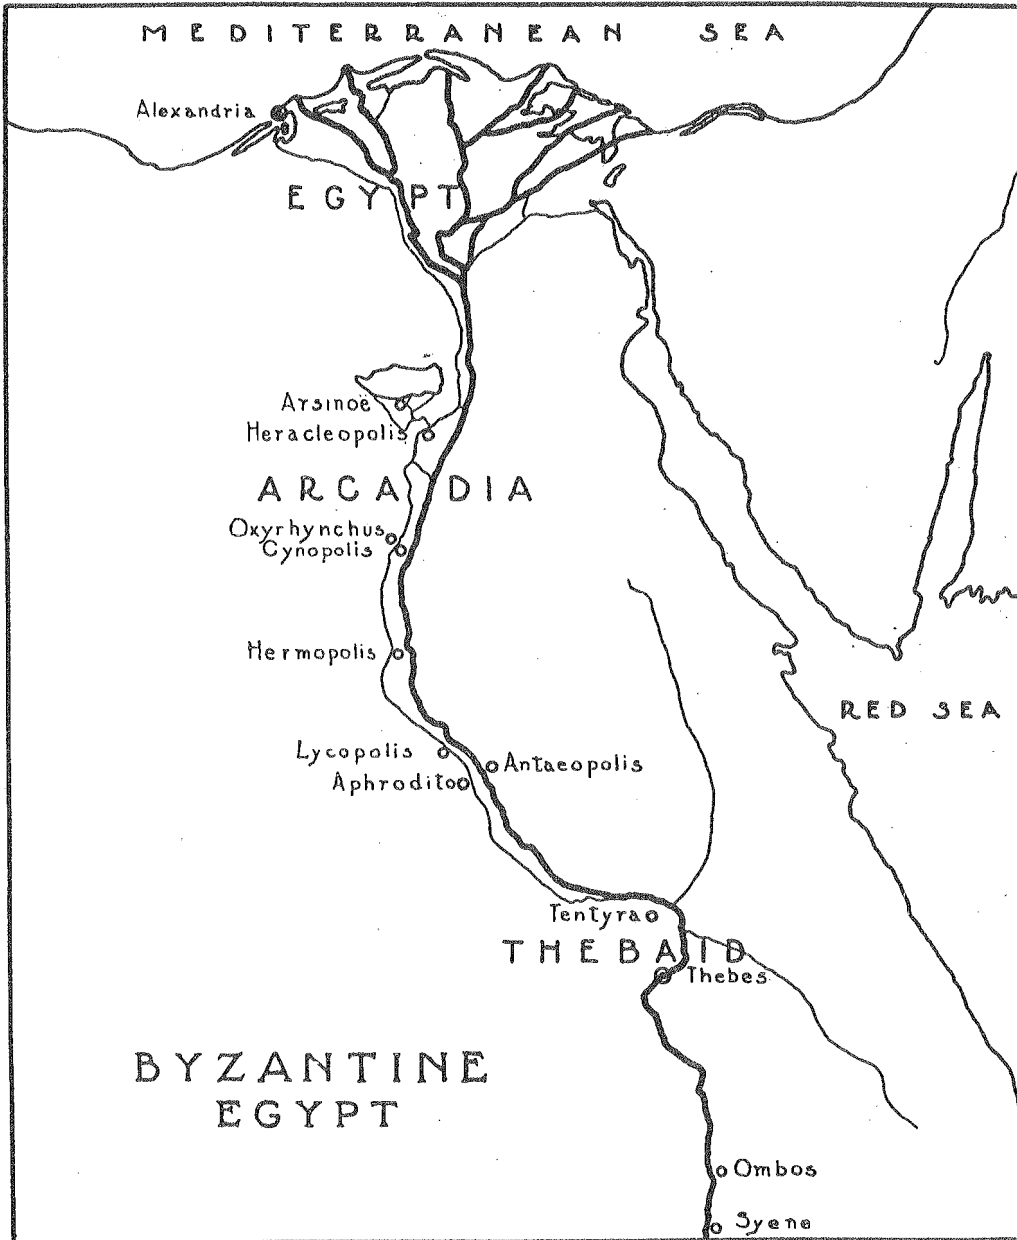 MEDITERRANEAN SEA
Alexandria
EGYPT
Arsinoë
Heracleopolis
ARCADIA
Oxyrhynchus
Cynopolis
Hermopolis
RED SEA
Lycopolis
Antaeopolis
Aphrodito
Tentyra
THEBAID
Thebes
BYZANTINE
EGYPT
Ombos
Syene